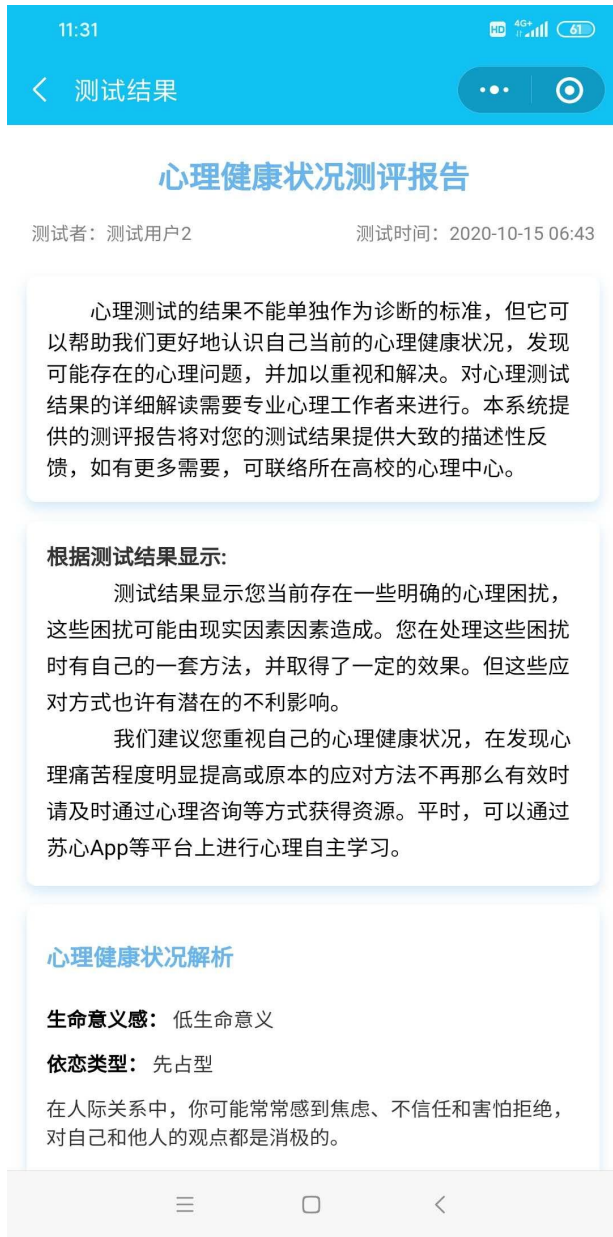 11:31
HD 4G+ 61
测试结果
心理健康状况测评报告
测试者：测试用户2 测试时间：2020-10-15 06:43
心理测试的结果不能单独作为诊断的标准，但它可
以帮助我们更好地认识自己当前的心理健康状况，发现
可能存在的心理问题，并加以重视和解决。对心理测试
结果的详细解读需要专业心理工作者来进行。本系统提
供的测评报告将对您的测试结果提供大致的描述性反
馈，如有更多需要，可联络所在高校的心理中心。
根据测试结果显示:
测试结果显示您当前存在一些明确的心理困扰，
这些困扰可能由现实因素因素造成。您在处理这些困扰
时有自己的一套方法，并取得了一定的效果。但这些应
对方式也许有潜在的不利影响。
我们建议您重视自己的心理健康状况，在发现心
理痛苦程度明显提高或原本的应对方法不再那么有效时
请及时通过心理咨询等方式获得资源。平时，可以通过
苏心App等平台上进行心理自主学习。
心理健康状况解析
生命意义感： 低生命意义
依恋类型： 先占型
在人际关系中，你可能常常感到焦虑、不信任和害怕拒绝，
对自己和他人的观点都是消极的。